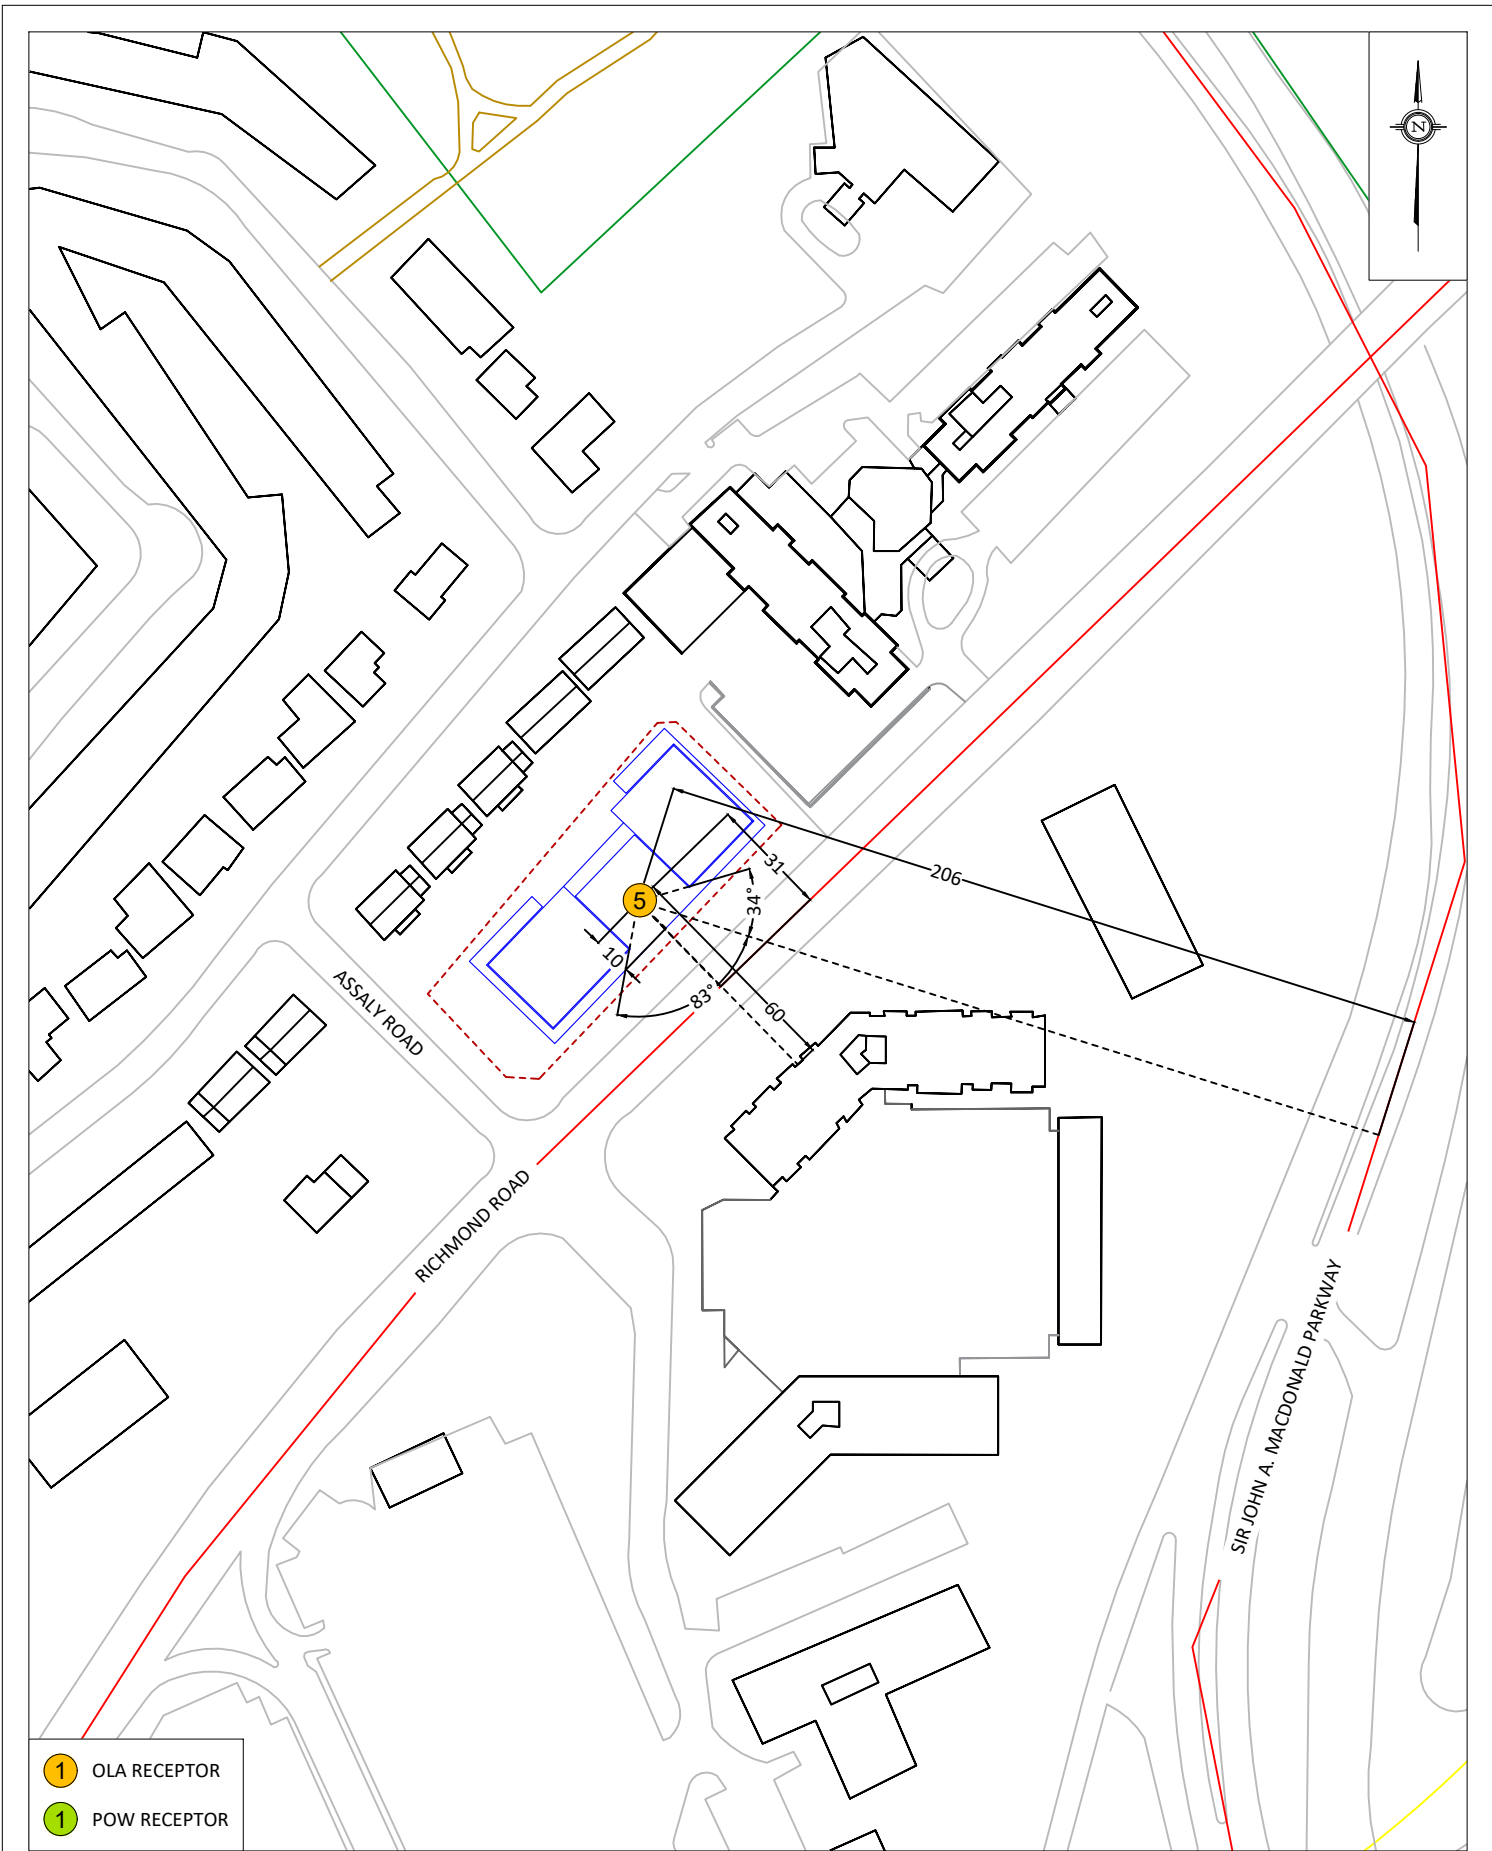 N
31
206
34°
5
10
83°
60
ASSALY ROAD
RICHMOND ROAD
SIR JOHN A. MACDONALD PARKWAY
1 OLA RECEPTOR
1 POW RECEPTOR